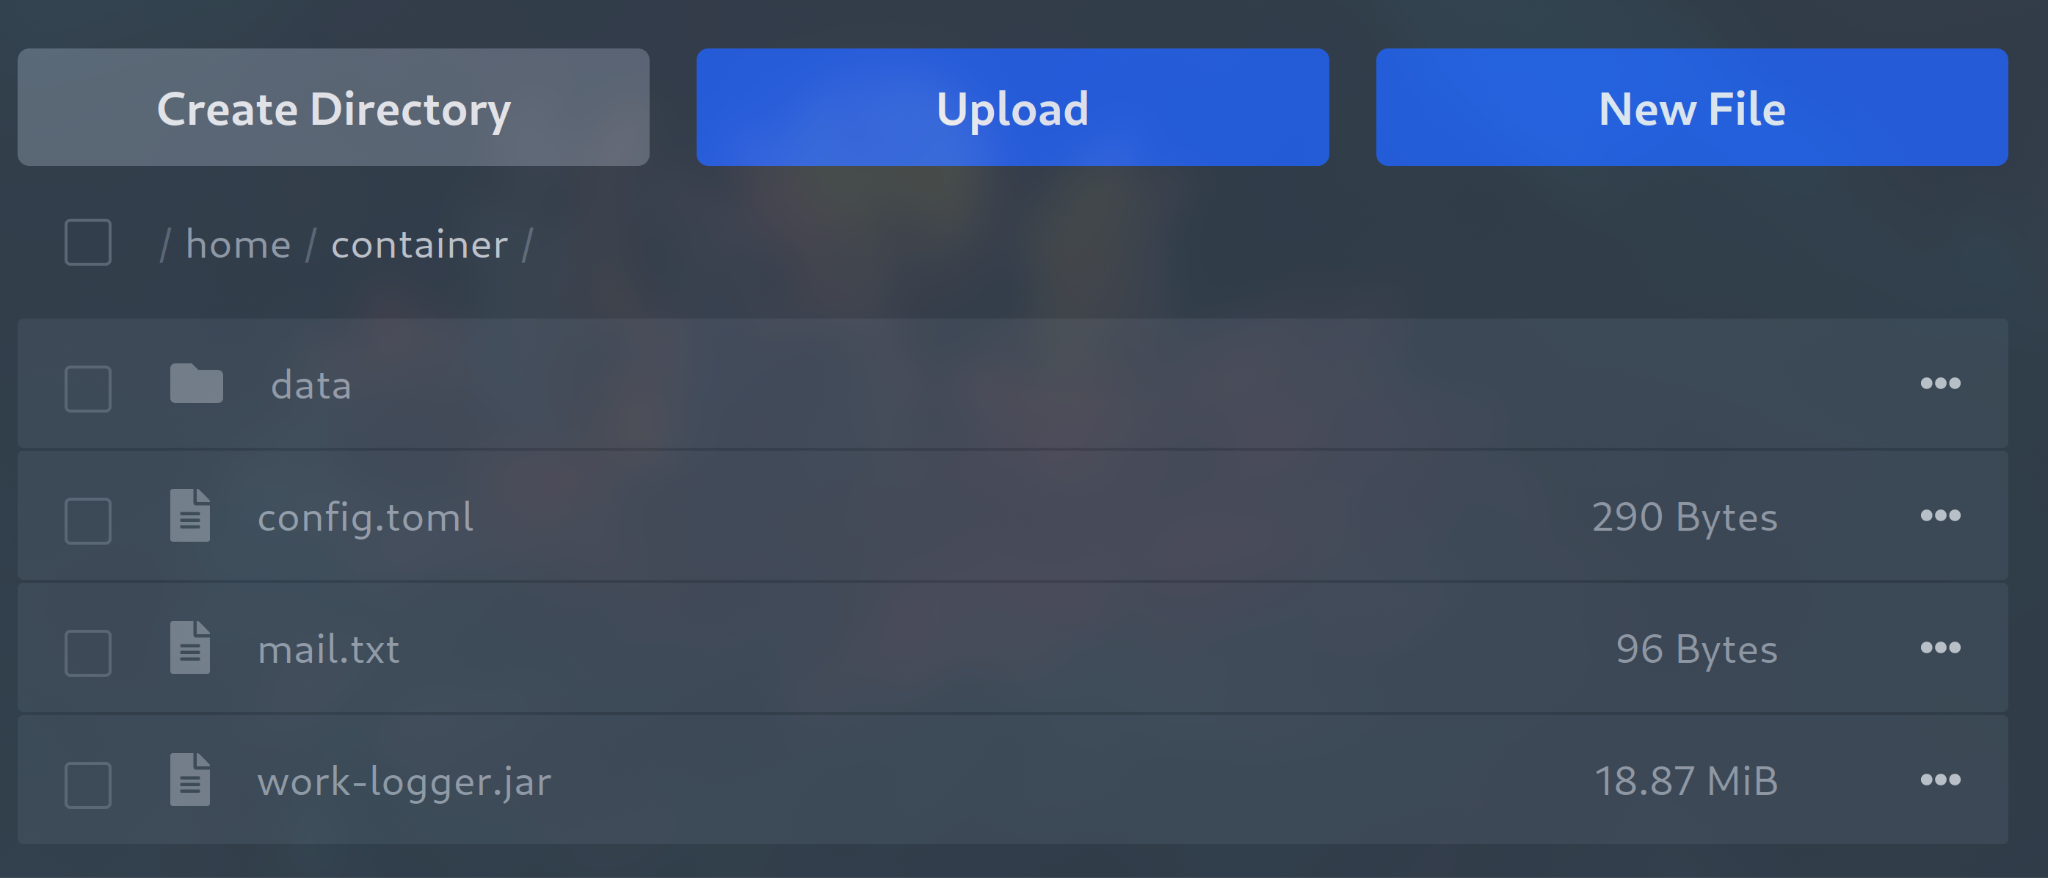 Create Directory Upload New File
/ home / container /
data
config.toml 290 Bytes
mail.txt 96 Bytes
work-logger.jar 18.87 MiB